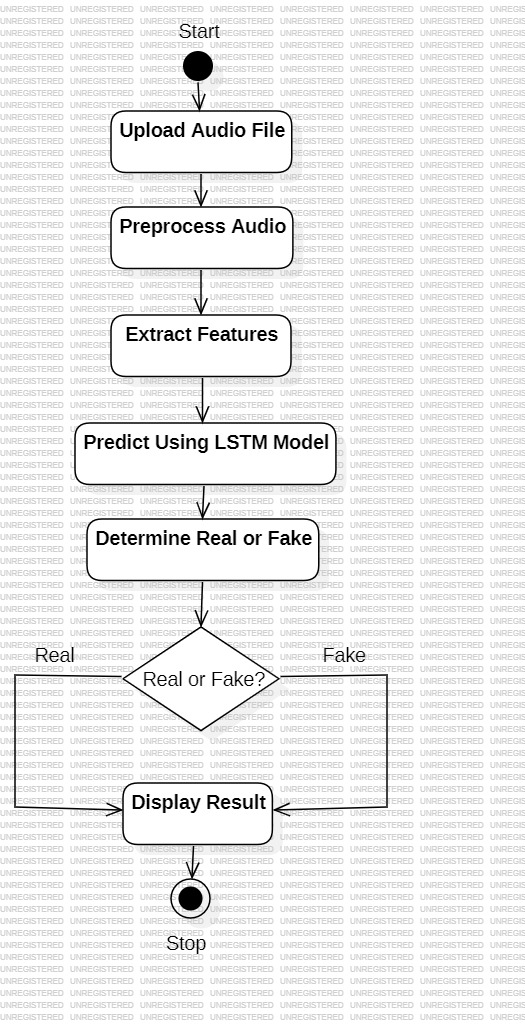 Start
Upload Audio File
Preprocess Audio
Extract Features
Predict Using LSTM Model
Determine Real or Fake
Real
Fake
Real or Fake?
Display Result
Stop
UNREGISTERED